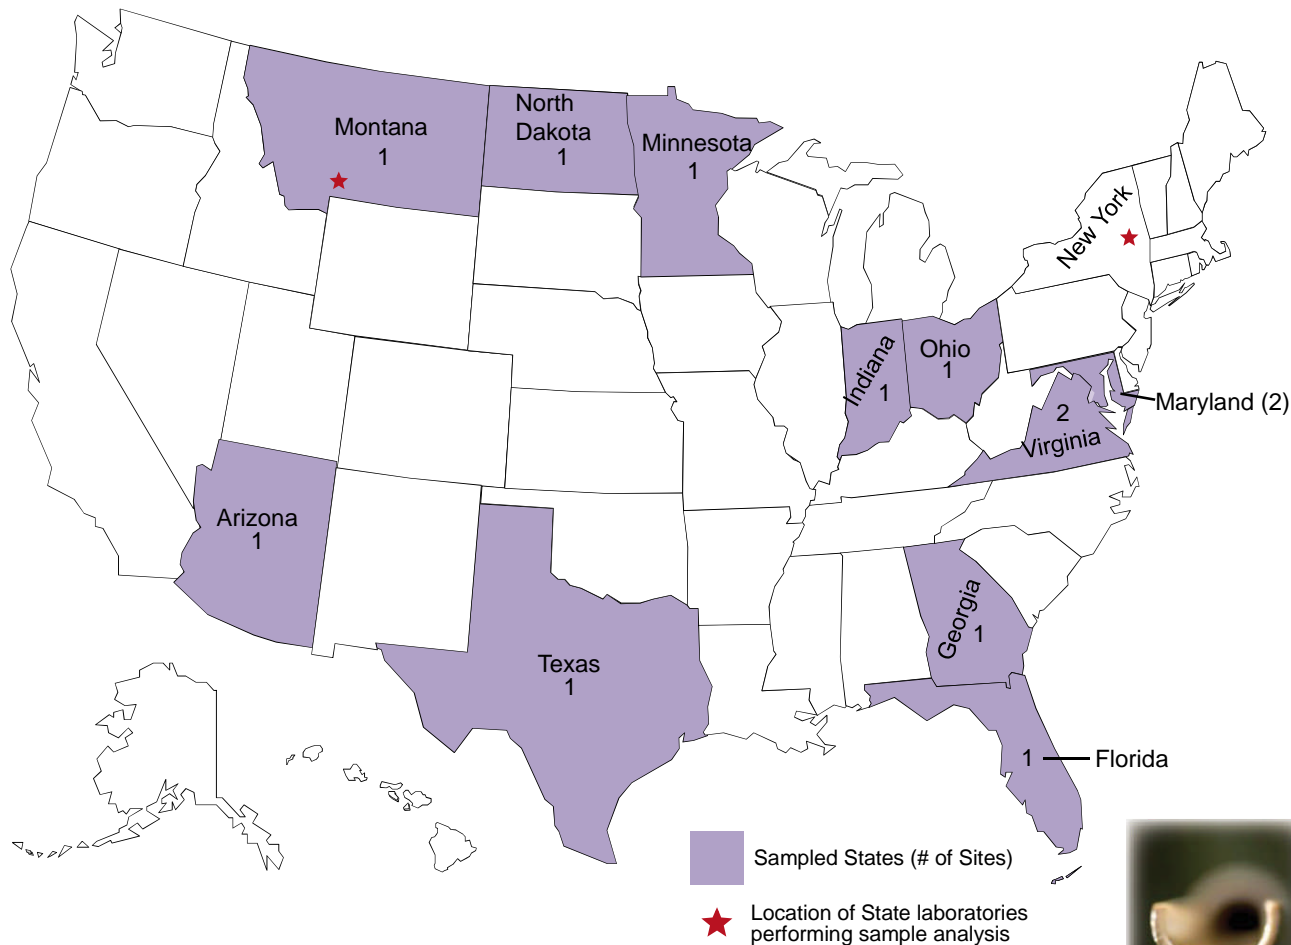 Montana
1
North
Dakota
1
Minnesota
1
New York
Indiana
1
Ohio
1
Maryland (2)
2
Virginia
Arizona
1
Texas
1
Georgia
1
1
Florida
Sampled States (# of Sites)
Location of State laboratories
performing sample analysis